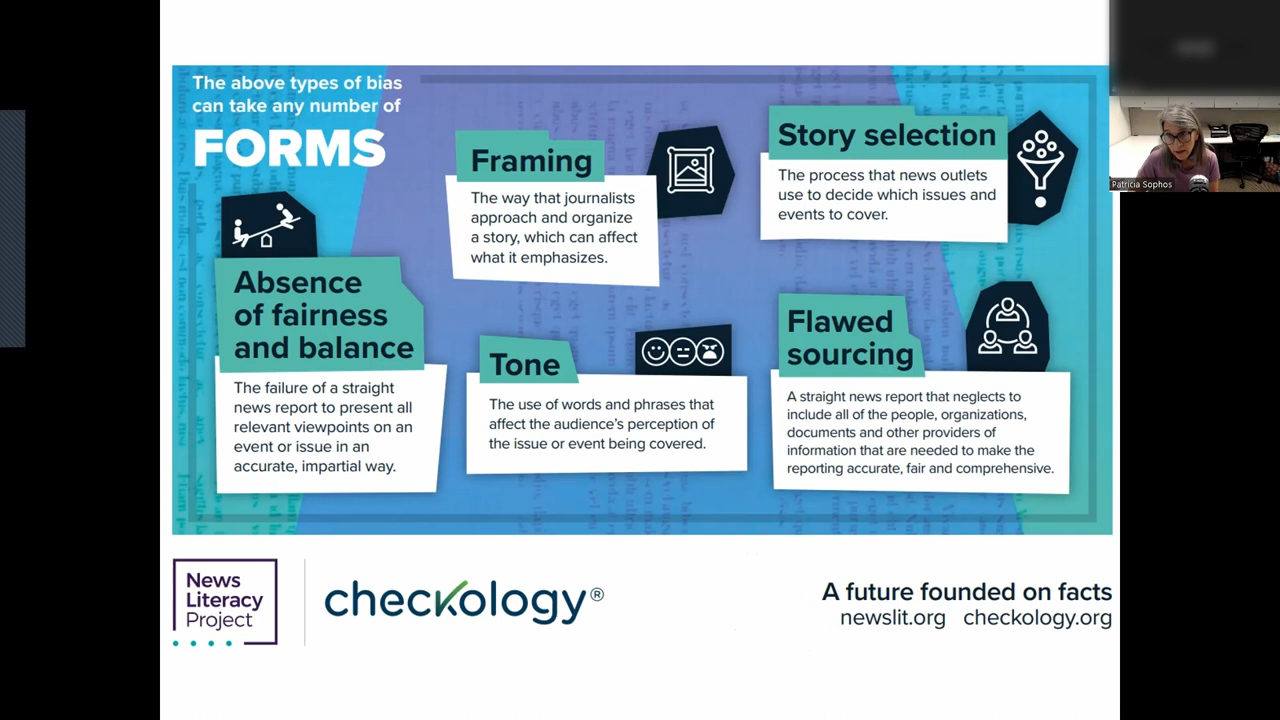 The above types of bias
can take any number of
FORMS
Absence
of fairness
and balance
The failure of a straight
news report to present all
relevant viewpoints on an
event or issue in an
accurate, impartial way.
Framing
The way that journalists
approach and organize
a story, which can affect
what it emphasizes.
Tone
The use of words and phrases that
affect the audience's perception of
the issue or event being covered.
Story selection
The process that news outlets
use to decide which issues and
events to cover.
Flawed
sourcing
A straight news report that neglects to
include all of the people, organizations,
documents and other providers of
information that are needed to make the
reporting accurate, fair and comprehensive.
Patricia Sophos
News
Literacy
Project
checkology®
A future founded on facts
newslit.org checkology.org